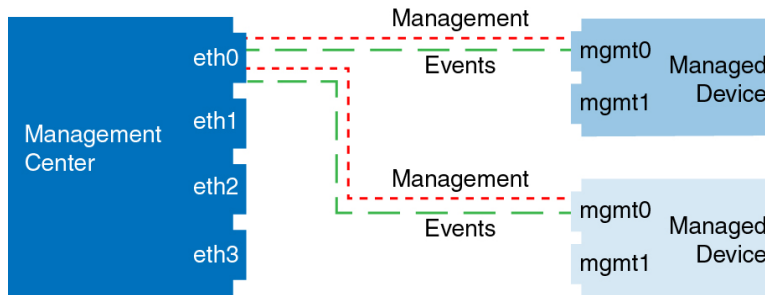 Management
Events
eth0
eth1
eth2
eth3
Management
Center
mgmt0
mgmt1
Managed
Device
Management
Events
mgmt0
mgmt1
Managed
Device